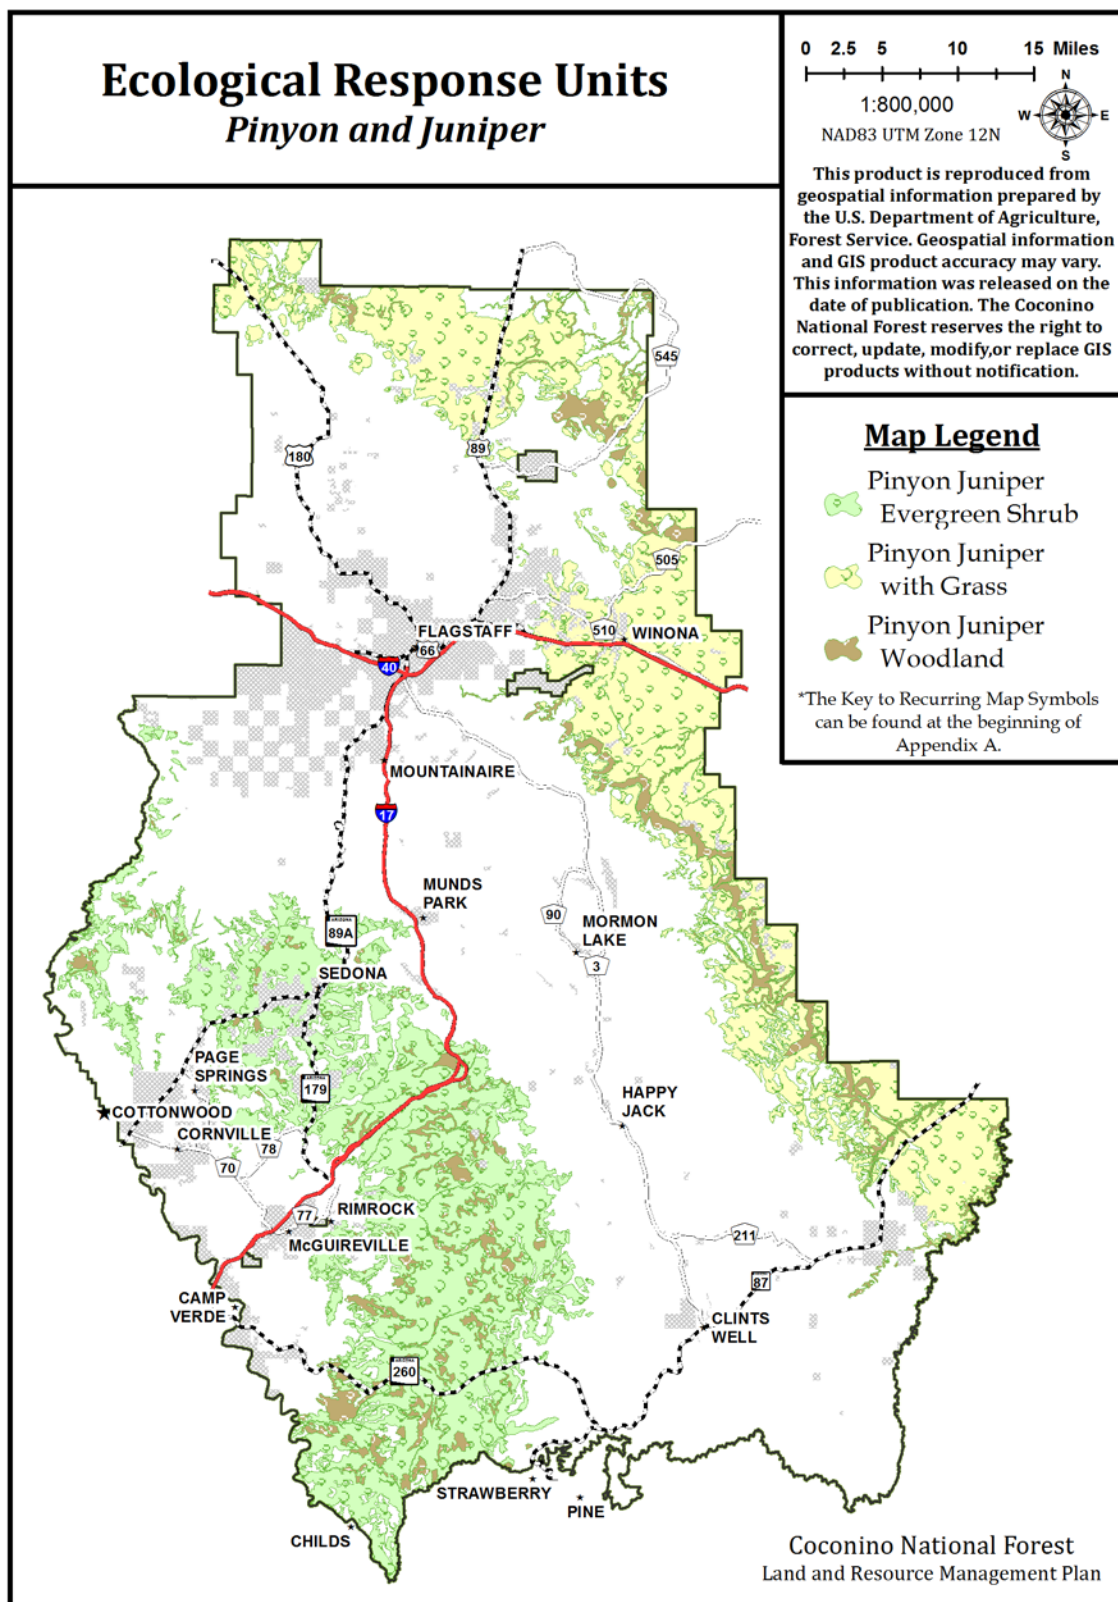 Ecological Response Units
Pinyon and Juniper
0 2.5 5 10 15 Miles
1:800,000
NAD83 UTM Zone 12N
N
W E
S
This product is reproduced from
geospatial information prepared by
the U.S. Department of Agriculture,
Forest Service. Geospatial information
and GIS product accuracy may vary.
This information was released on the
date of publication. The Coconino
National Forest reserves the right to
correct, update, modify,or replace GIS
products without notification.
Map Legend
Pinyon Juniper
Evergreen Shrub
Pinyon Juniper
with Grass
Pinyon Juniper
Woodland
*The Key to Recurring Map Symbols
can be found at the beginning of
Appendix A.
545
180
89
505
FLAGSTAFF
510
WINONA
66
40
MOUNTAINAIRE
17
MUNDS
PARK
90
MORMON
LAKE
ARIZONA
89A
3
SEDONA
PAGE
SPRINGS
ARIZONA
179
COTTONWOOD
HAPPY
JACK
CORNVILLE
78
70
77
RIMROCK
McGUIREVILLE
211
87
CAMP
VERDE
CLINTS
WELL
ARIZONA
260
STRAWBERRY
PINE
CHILDS
Coconino National Forest
Land and Resource Management Plan